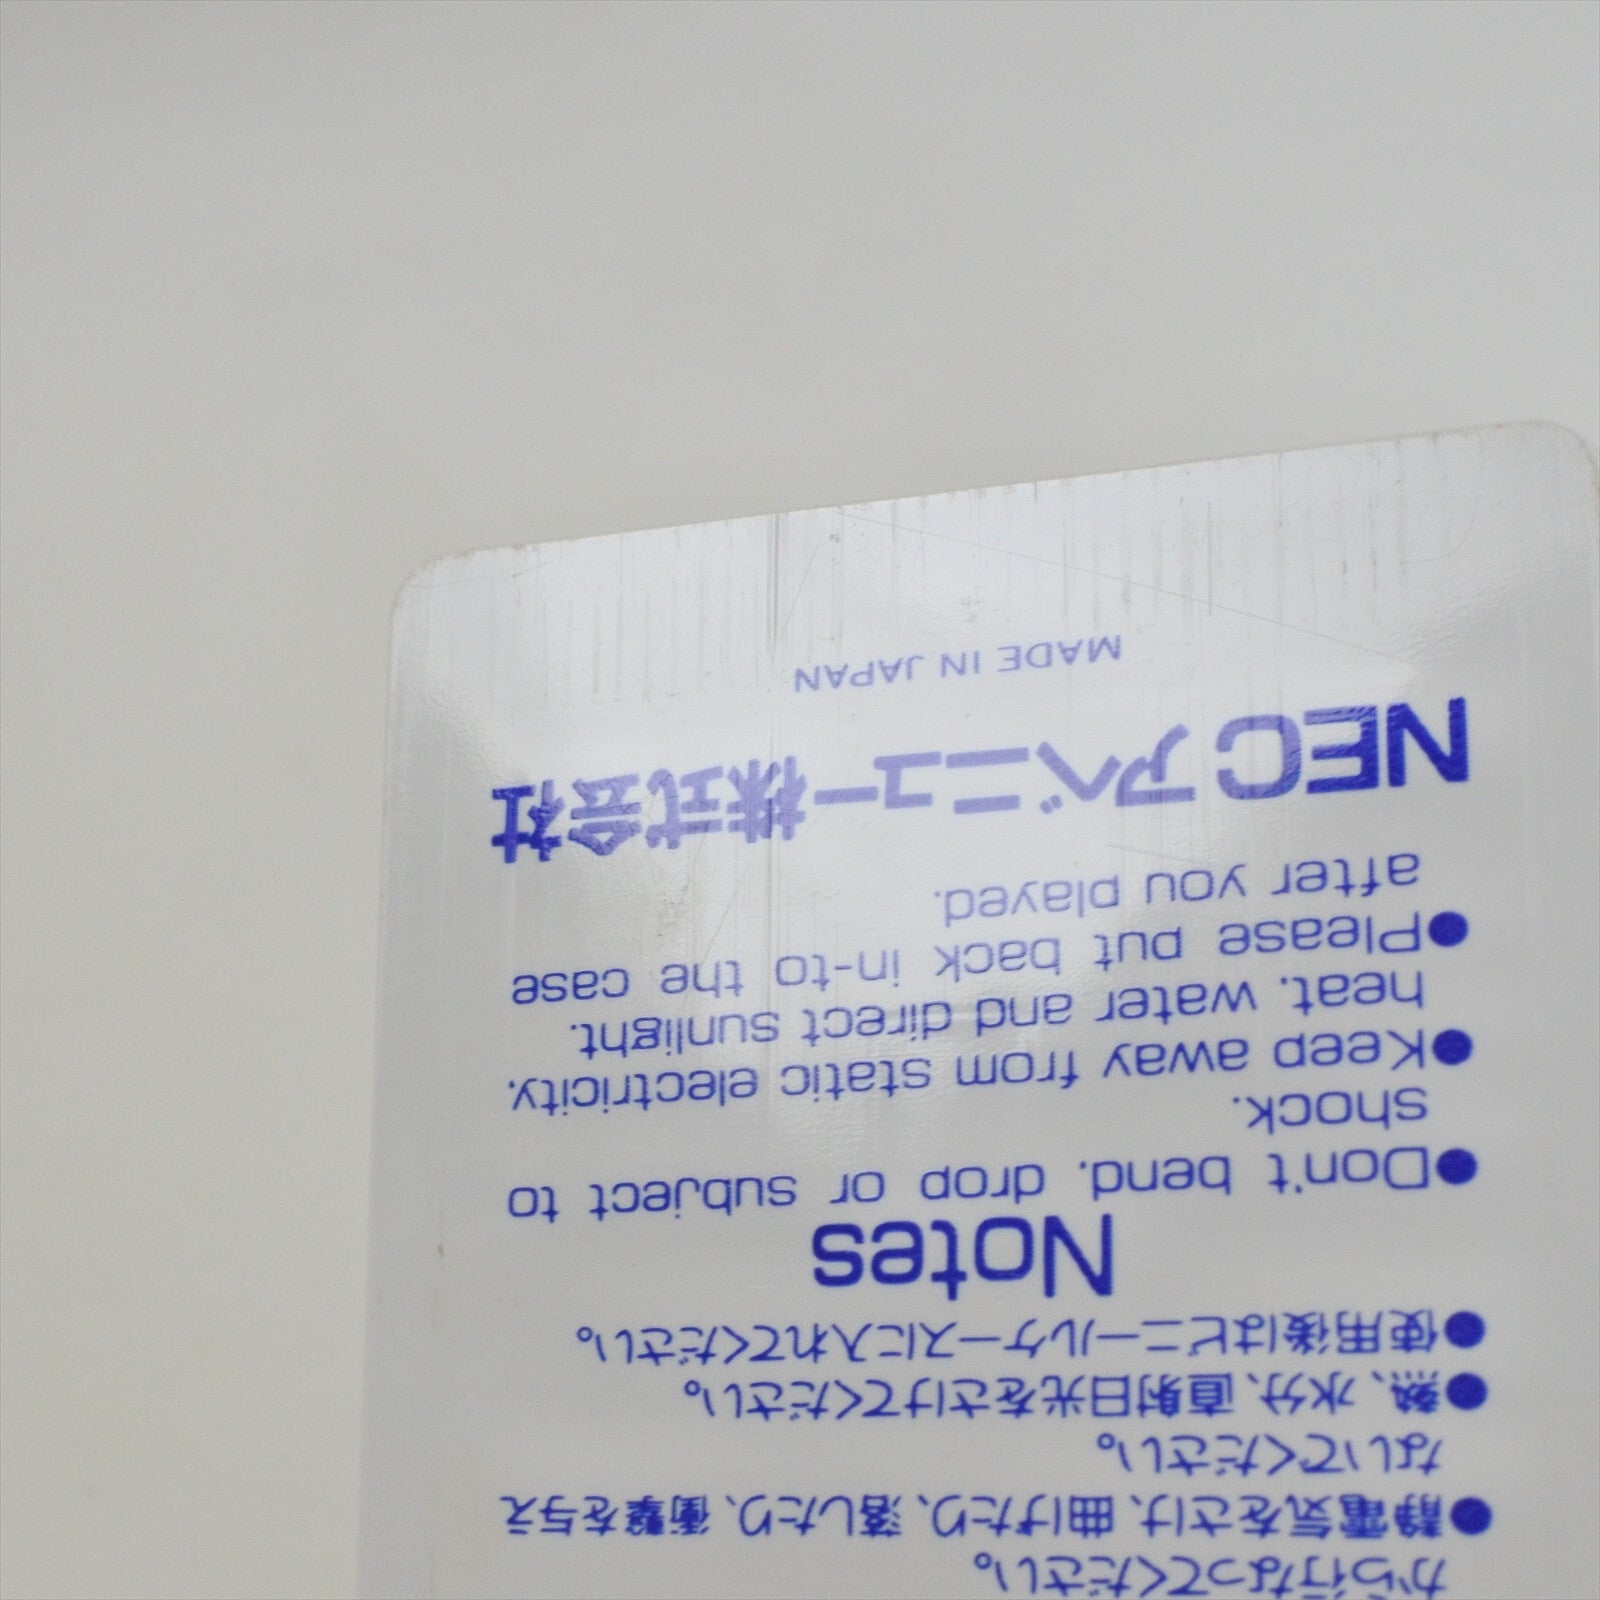 から行なってください。
●静電気をさけ、曲げたり、落したり、衝撃を与え
ないでください。
●熱、水分、直射日光をさけてください。
●使用後はビニールケースに入れてください。
Notes
●Don't bend. drop or subject to
shock.
●Keep away from static electricity.
heat. water and direct sunlight.
●Please put back in-to the case
after you played.
NECアベニュー株式会社
MADE IN JAPAN